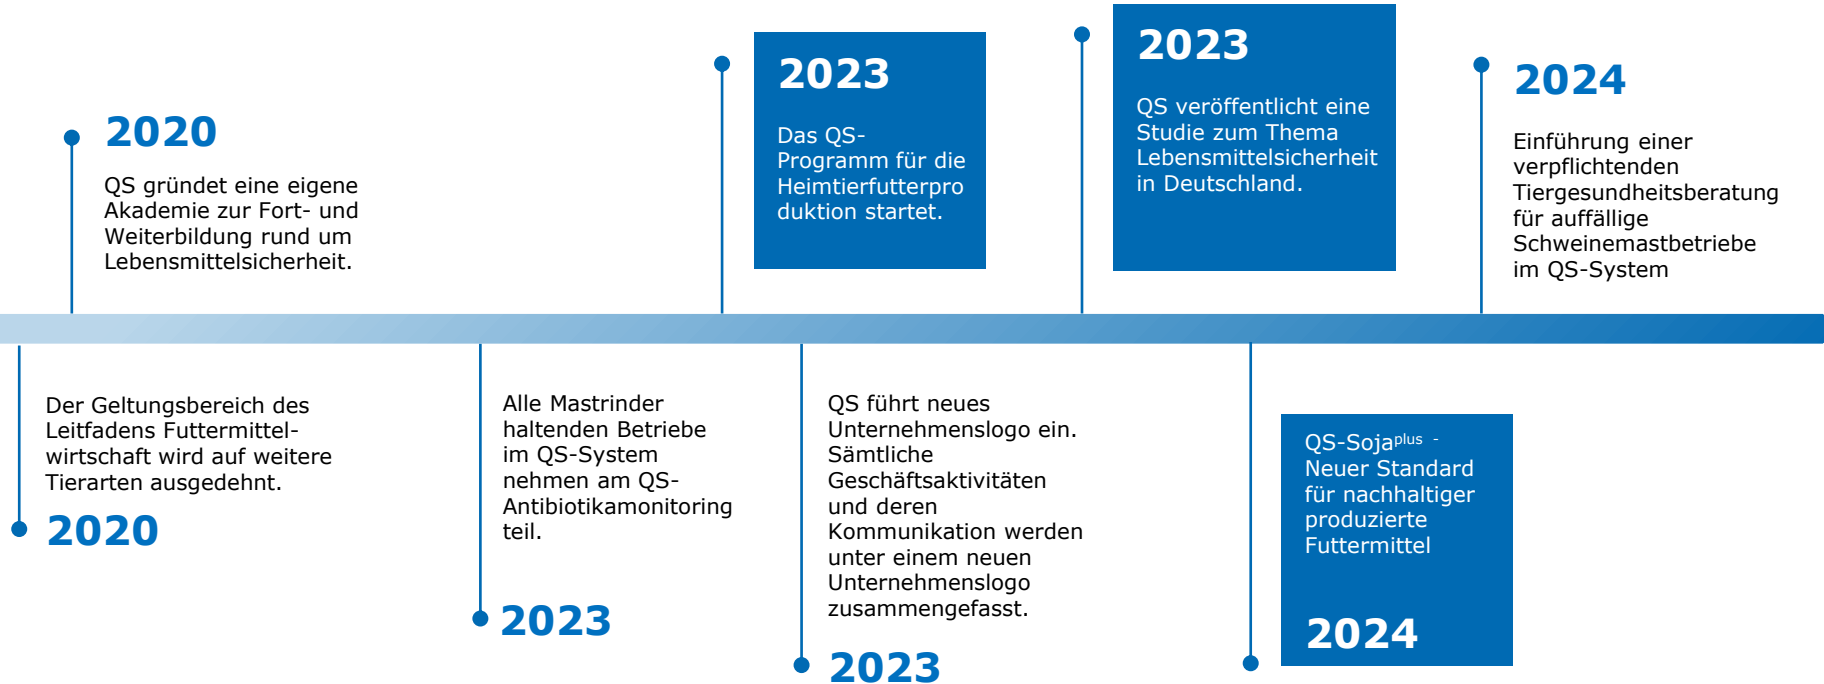 2020
QS gründet eine eigene
Akademie zur Fort- und
Weiterbildung rund um
Lebensmittelsicherheit.
2023
Das QS-
Programm für die
Heimtierfutterpro
duktion startet.
2023
QS veröffentlicht eine
Studie zum Thema
Lebensmittelsicherheit
in Deutschland.
2024
Einführung einer
verpflichtenden
Tiergesundheitsberatung
für auffällige
Schweinemastbetriebe
im QS-System
Der Geltungsbereich des
Leitfadens Futtermittel-
wirtschaft wird auf weitere
Tierarten ausgedehnt.
2020
Alle Mastrinder
haltenden Betriebe
im QS-System
nehmen am QS-
Antibiotikamonitoring
teil.
2023
QS führt neues
Unternehmenslogo ein.
Sämtliche
Geschäftsaktivitäten
und deren
Kommunikation werden
unter einem neuen
Unternehmenslogo
zusammengefasst.
2023
QS-Sojaplus -
Neuer Standard
für nachhaltiger
produzierte
Futtermittel
2024